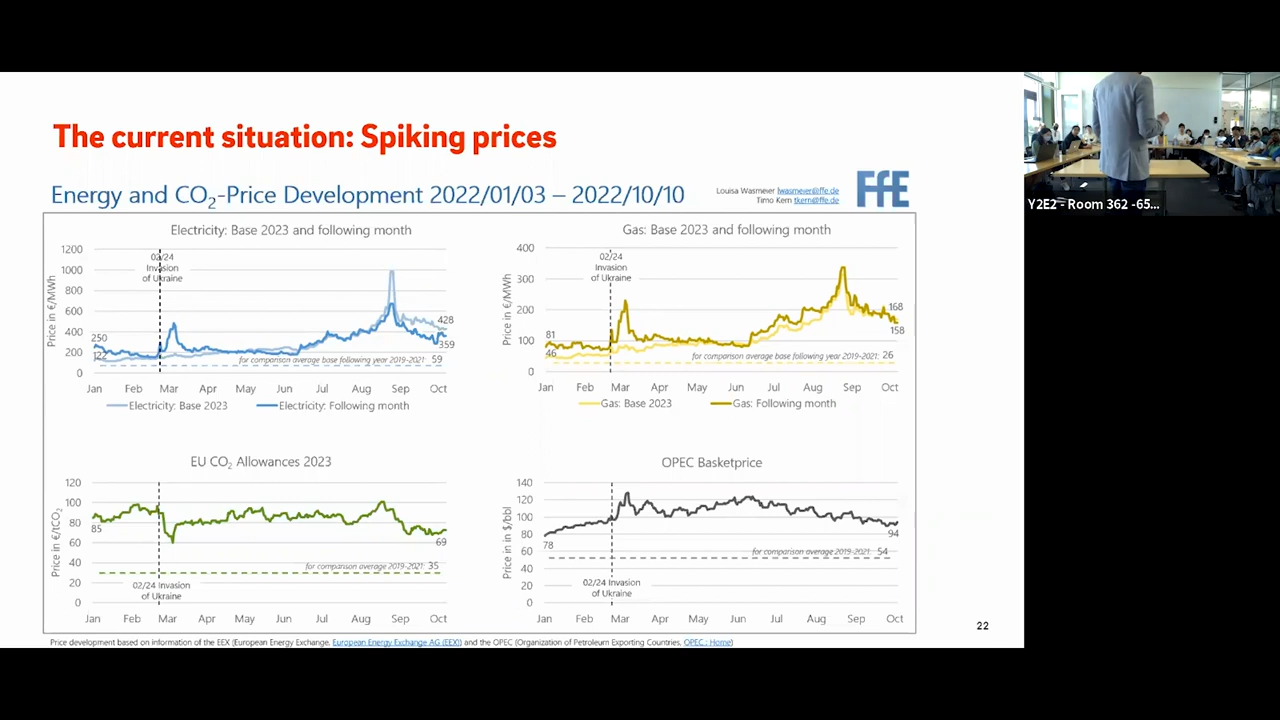 The current situation: Spiking prices
Energy and CO2-Price Development 2022/01/03 – 2022/10/10
Louisa Wasmeier lwasmeier@ffe.de
Timo Kern tkern@ffe.de
FfE
Y2E2 - Room 362 -65...
Electricity: Base 2023 and following month
Price in €/MWh
1200
1000
800
600
400
200
0
02/24
Invasion
of Ukraine
250
122
428
359
for comparison average base following year 2019-2021: 59
Jan Feb Mar Apr May Jun Jul Aug Sep Oct
Electricity: Base 2023 Electricity: Following month
Gas: Base 2023 and following month
Price in €/MWh
400
300
200
100
0
02/24
Invasion
of Ukraine
81
46
168
158
for comparison average base following year 2019-2021: 26
Jan Feb Mar Apr May Jun Jul Aug Sep Oct
Gas: Base 2023 Gas: Following month
EU CO2 Allowances 2023
Price in €/tCO2
120
100
80
60
40
20
0
85
69
for comparison average 2019-2021: 35
02/24 Invasion
of Ukraine
Jan Feb Mar Apr May Jun Jul Aug Sep Oct
OPEC Basketprice
Price in in $/bbl
140
120
100
80
60
40
20
0
78
94
for comparison average 2019-2021: 54
02/24 Invasion
of Ukraine
Jan Feb Mar Apr May Jun Jul Aug Sep Oct
22
Price development based on information of the EEX (European Energy Exchange, European Energy Exchange AG (EEX)) and the OPEC (Organization of Petroleum Exporting Countries, OPEC : Home)